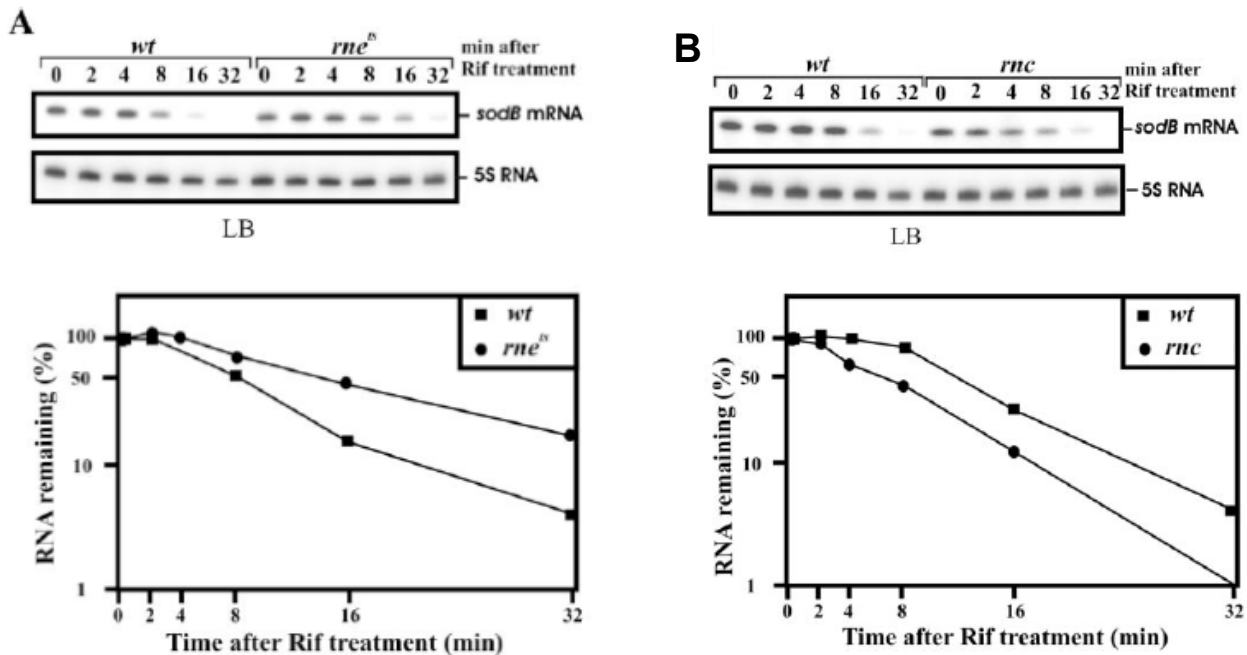 A
wt rne^ts min after
0 2 4 8 16 32 0 2 4 8 16 32 Rif treatment
sodB mRNA
5S RNA
LB
wt
rne^ts
100
50
10
1
RNA remaining (%)
0 2 4 8 16 32
Time after Rif treatment (min)
B
wt rnc min after
0 2 4 8 16 32 0 2 4 8 16 32 Rif treatment
sodB mRNA
5S RNA
LB
wt
rnc
100
50
10
1
RNA remaining (%)
0 2 4 8 16 32
Time after Rif treatment (min)